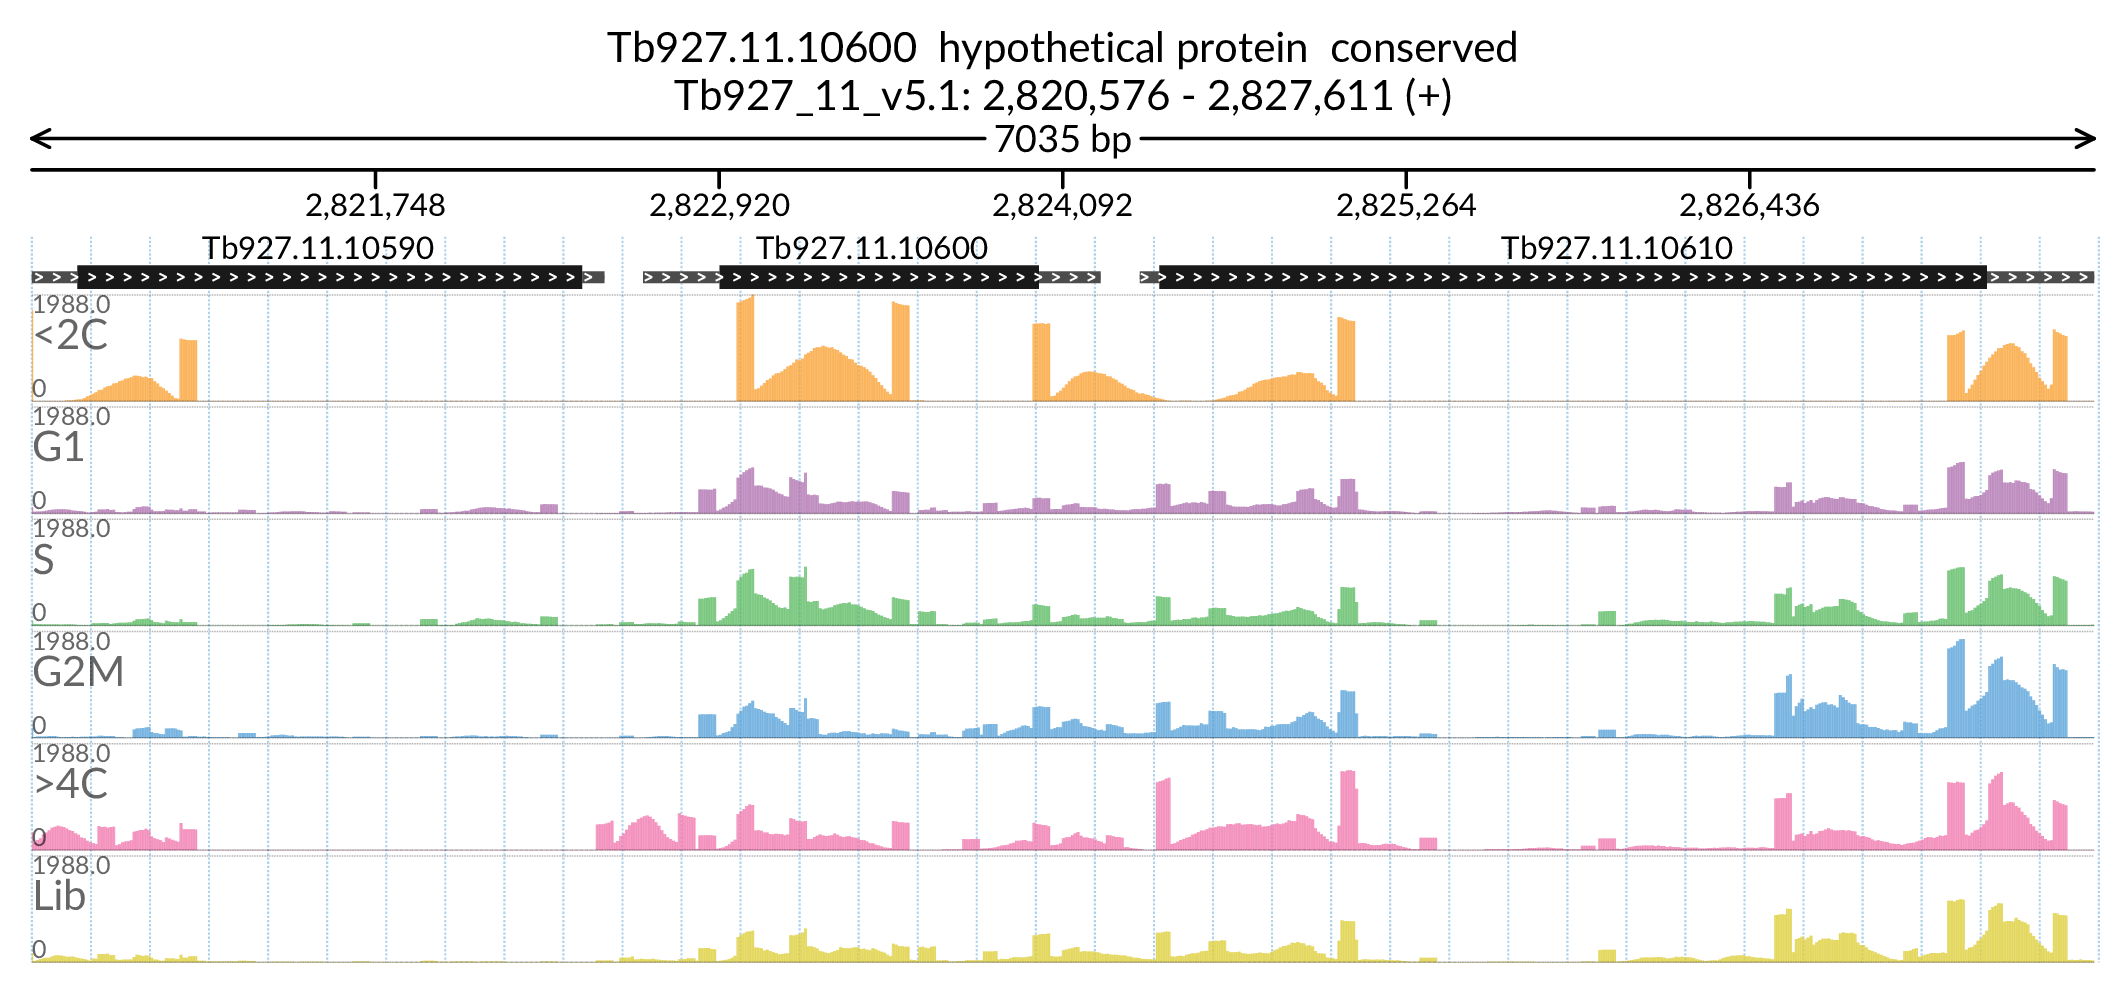 Tb927.11.10600 hypothetical protein conserved
Tb927_11_v5.1: 2,820,576 - 2,827,611 (+)
7035 bp
2,821,748 2,822,920 2,824,092 2,825,264 2,826,436
Tb927.11.10590 Tb927.11.10600 Tb927.11.10610
1988.0
<2C
0
1988.0
G1
0
1988.0
S
0
1988.0
G2M
0
1988.0
>4C
0
1988.0
Lib
0